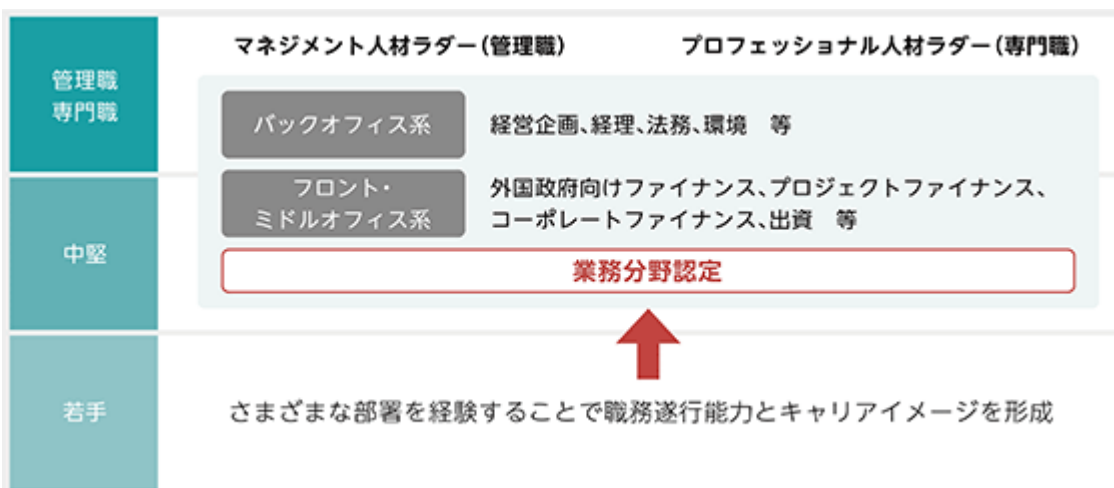 マネジメント人材ラダー（管理職）
プロフェッショナル人材ラダー（専門職）
管理職
専門職
バックオフィス系
経営企画、経理、法務、環境　等
フロント・
ミドルオフィス系
外国政府向けファイナンス、プロジェクトファイナンス、
コーポレートファイナンス、出資　等
中堅
業務分野認定
若手
さまざまな部署を経験することで職務遂行能力とキャリアイメージを形成